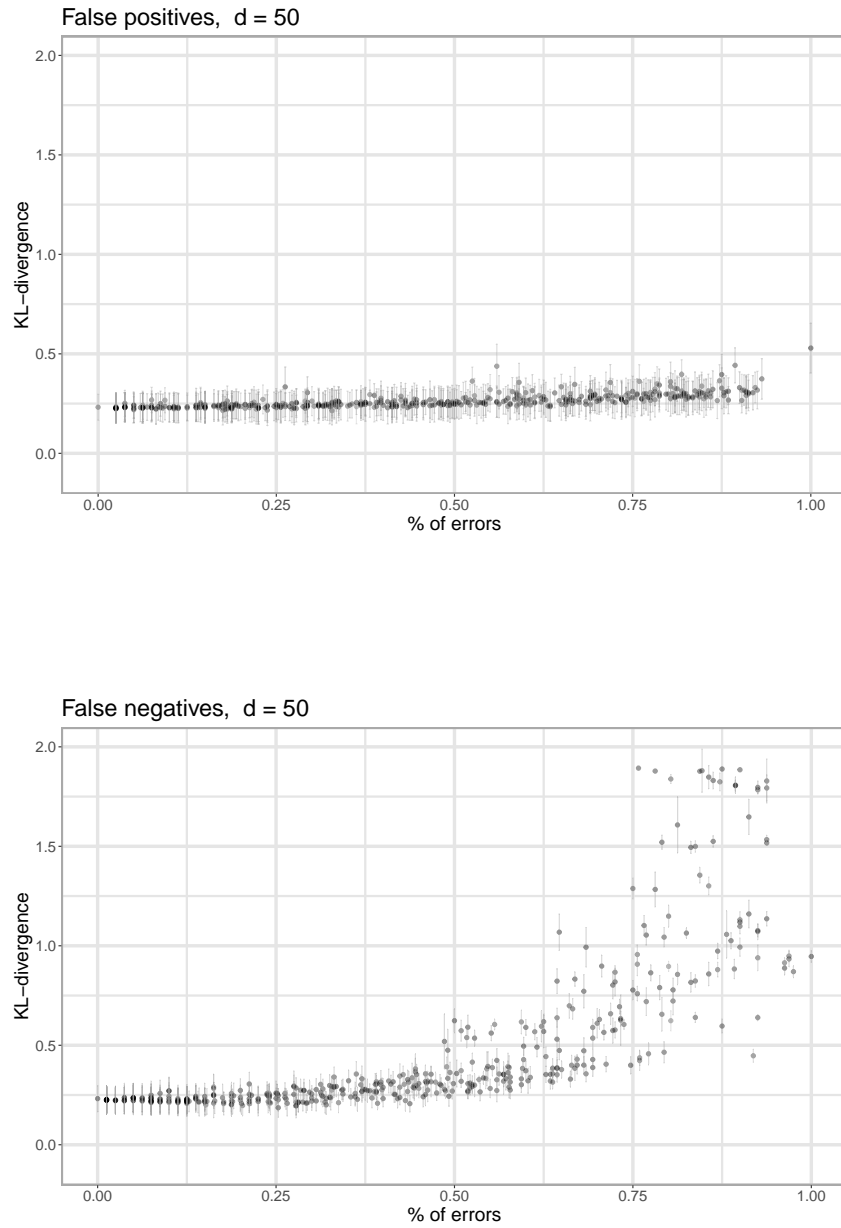 False positives, d = 50
2.0
1.5
1.0
0.5
0.0
KL−divergence
0.00 0.25 0.50 0.75 1.00
% of errors
False negatives, d = 50
2.0
1.5
1.0
0.5
0.0
KL−divergence
0.00 0.25 0.50 0.75 1.00
% of errors